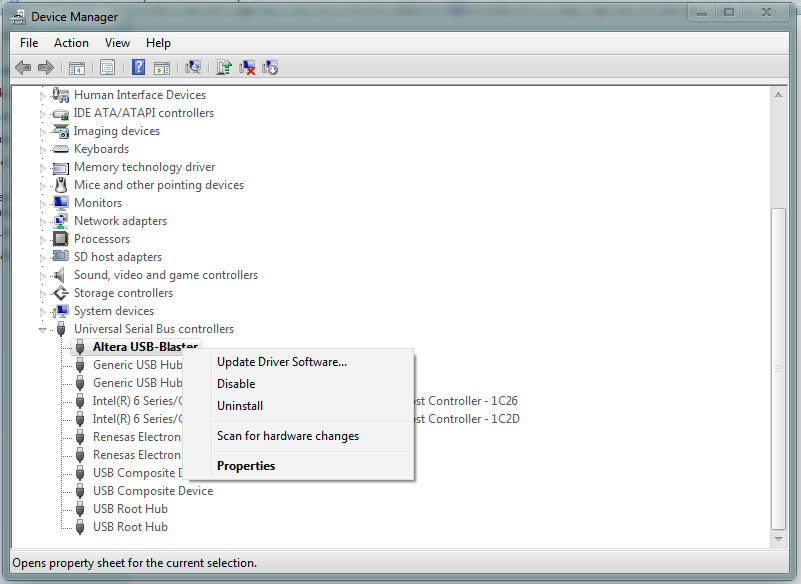 Device Manager
File Action View Help
Human Interface Devices
IDE ATA/ATAPI controllers
Imaging devices
Keyboards
Memory technology driver
Mice and other pointing devices
Monitors
Network adapters
Processors
SD host adapters
Sound, video and game controllers
Storage controllers
System devices
Universal Serial Bus controllers
Altera USB-Blaster
Generic USB Hub
Update Driver Software...
Generic USB Hub
Disable
Intel(R) 6 Series/C
st Controller - 1C26
Uninstall
Intel(R) 6 Series/C
st Controller - 1C2D
Renesas Electron
Scan for hardware changes
Renesas Electron
Properties
USB Composite D
USB Composite Device
USB Root Hub
USB Root Hub
Opens property sheet for the current selection.